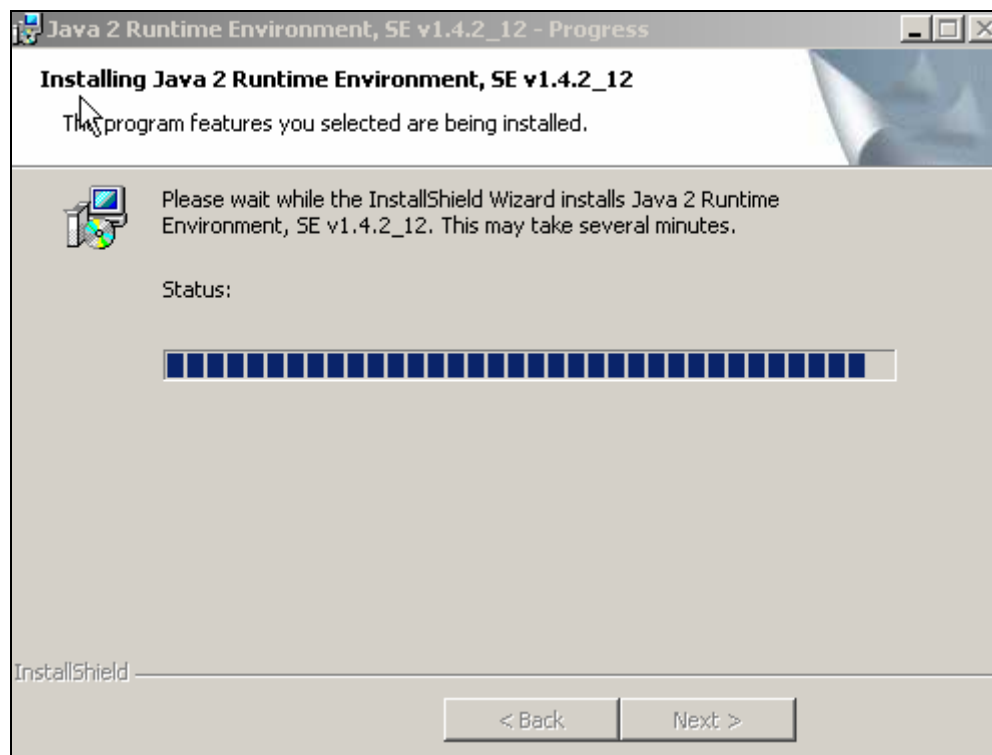 Java 2 Runtime Environment, SE v1.4.2_12 - Progress
Installing Java 2 Runtime Environment, SE v1.4.2_12
The program features you selected are being installed.
Please wait while the InstallShield Wizard installs Java 2 Runtime
Environment, SE v1.4.2_12. This may take several minutes.
Status:
InstallShield
< Back
Next >